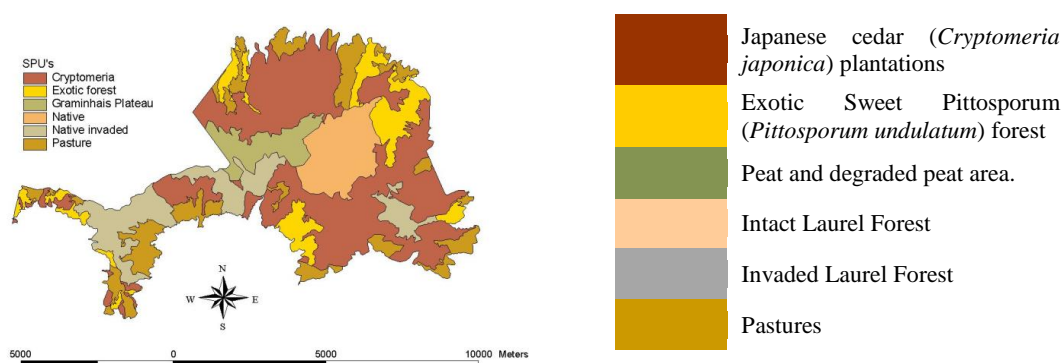 SPU's
Cryptomeria
Exotic forest
Graminhais Plateau
Native
Native invaded
Pasture
N
W E
S
5000 0 5000 10000 Meters
Japanese cedar (Cryptomeria
japonica) plantations
Exotic Sweet Pittosporum
(Pittosporum undulatum) forest
Peat and degraded peat area.
Intact Laurel Forest
Invaded Laurel Forest
Pastures